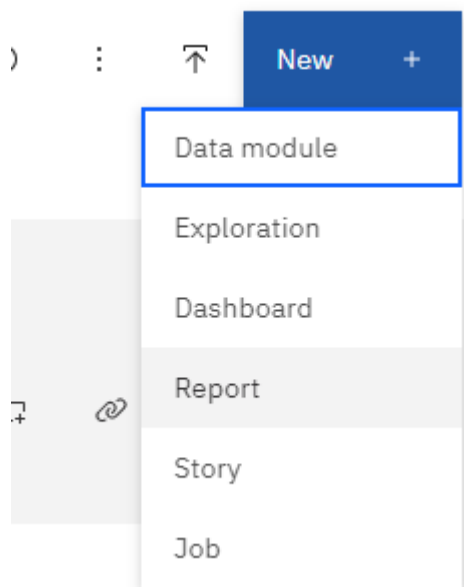 New +
Data module
Exploration
Dashboard
Report
Story
Job